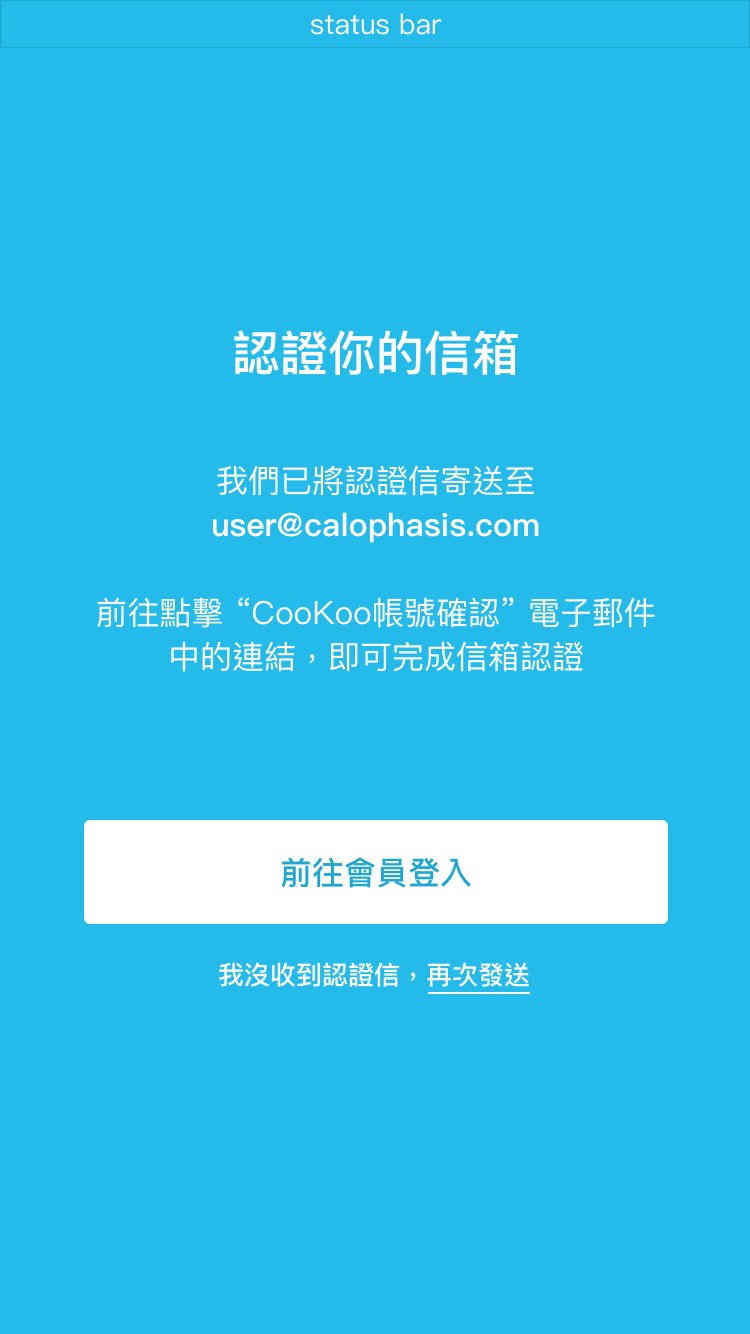 status bar
認證你的信箱
我們已將認證信寄送至
user@calophasis.com
前往點擊 “CooKoo帳號確認” 電子郵件
中的連結，即可完成信箱認證
前往會員登入
我沒收到認證信，再次發送